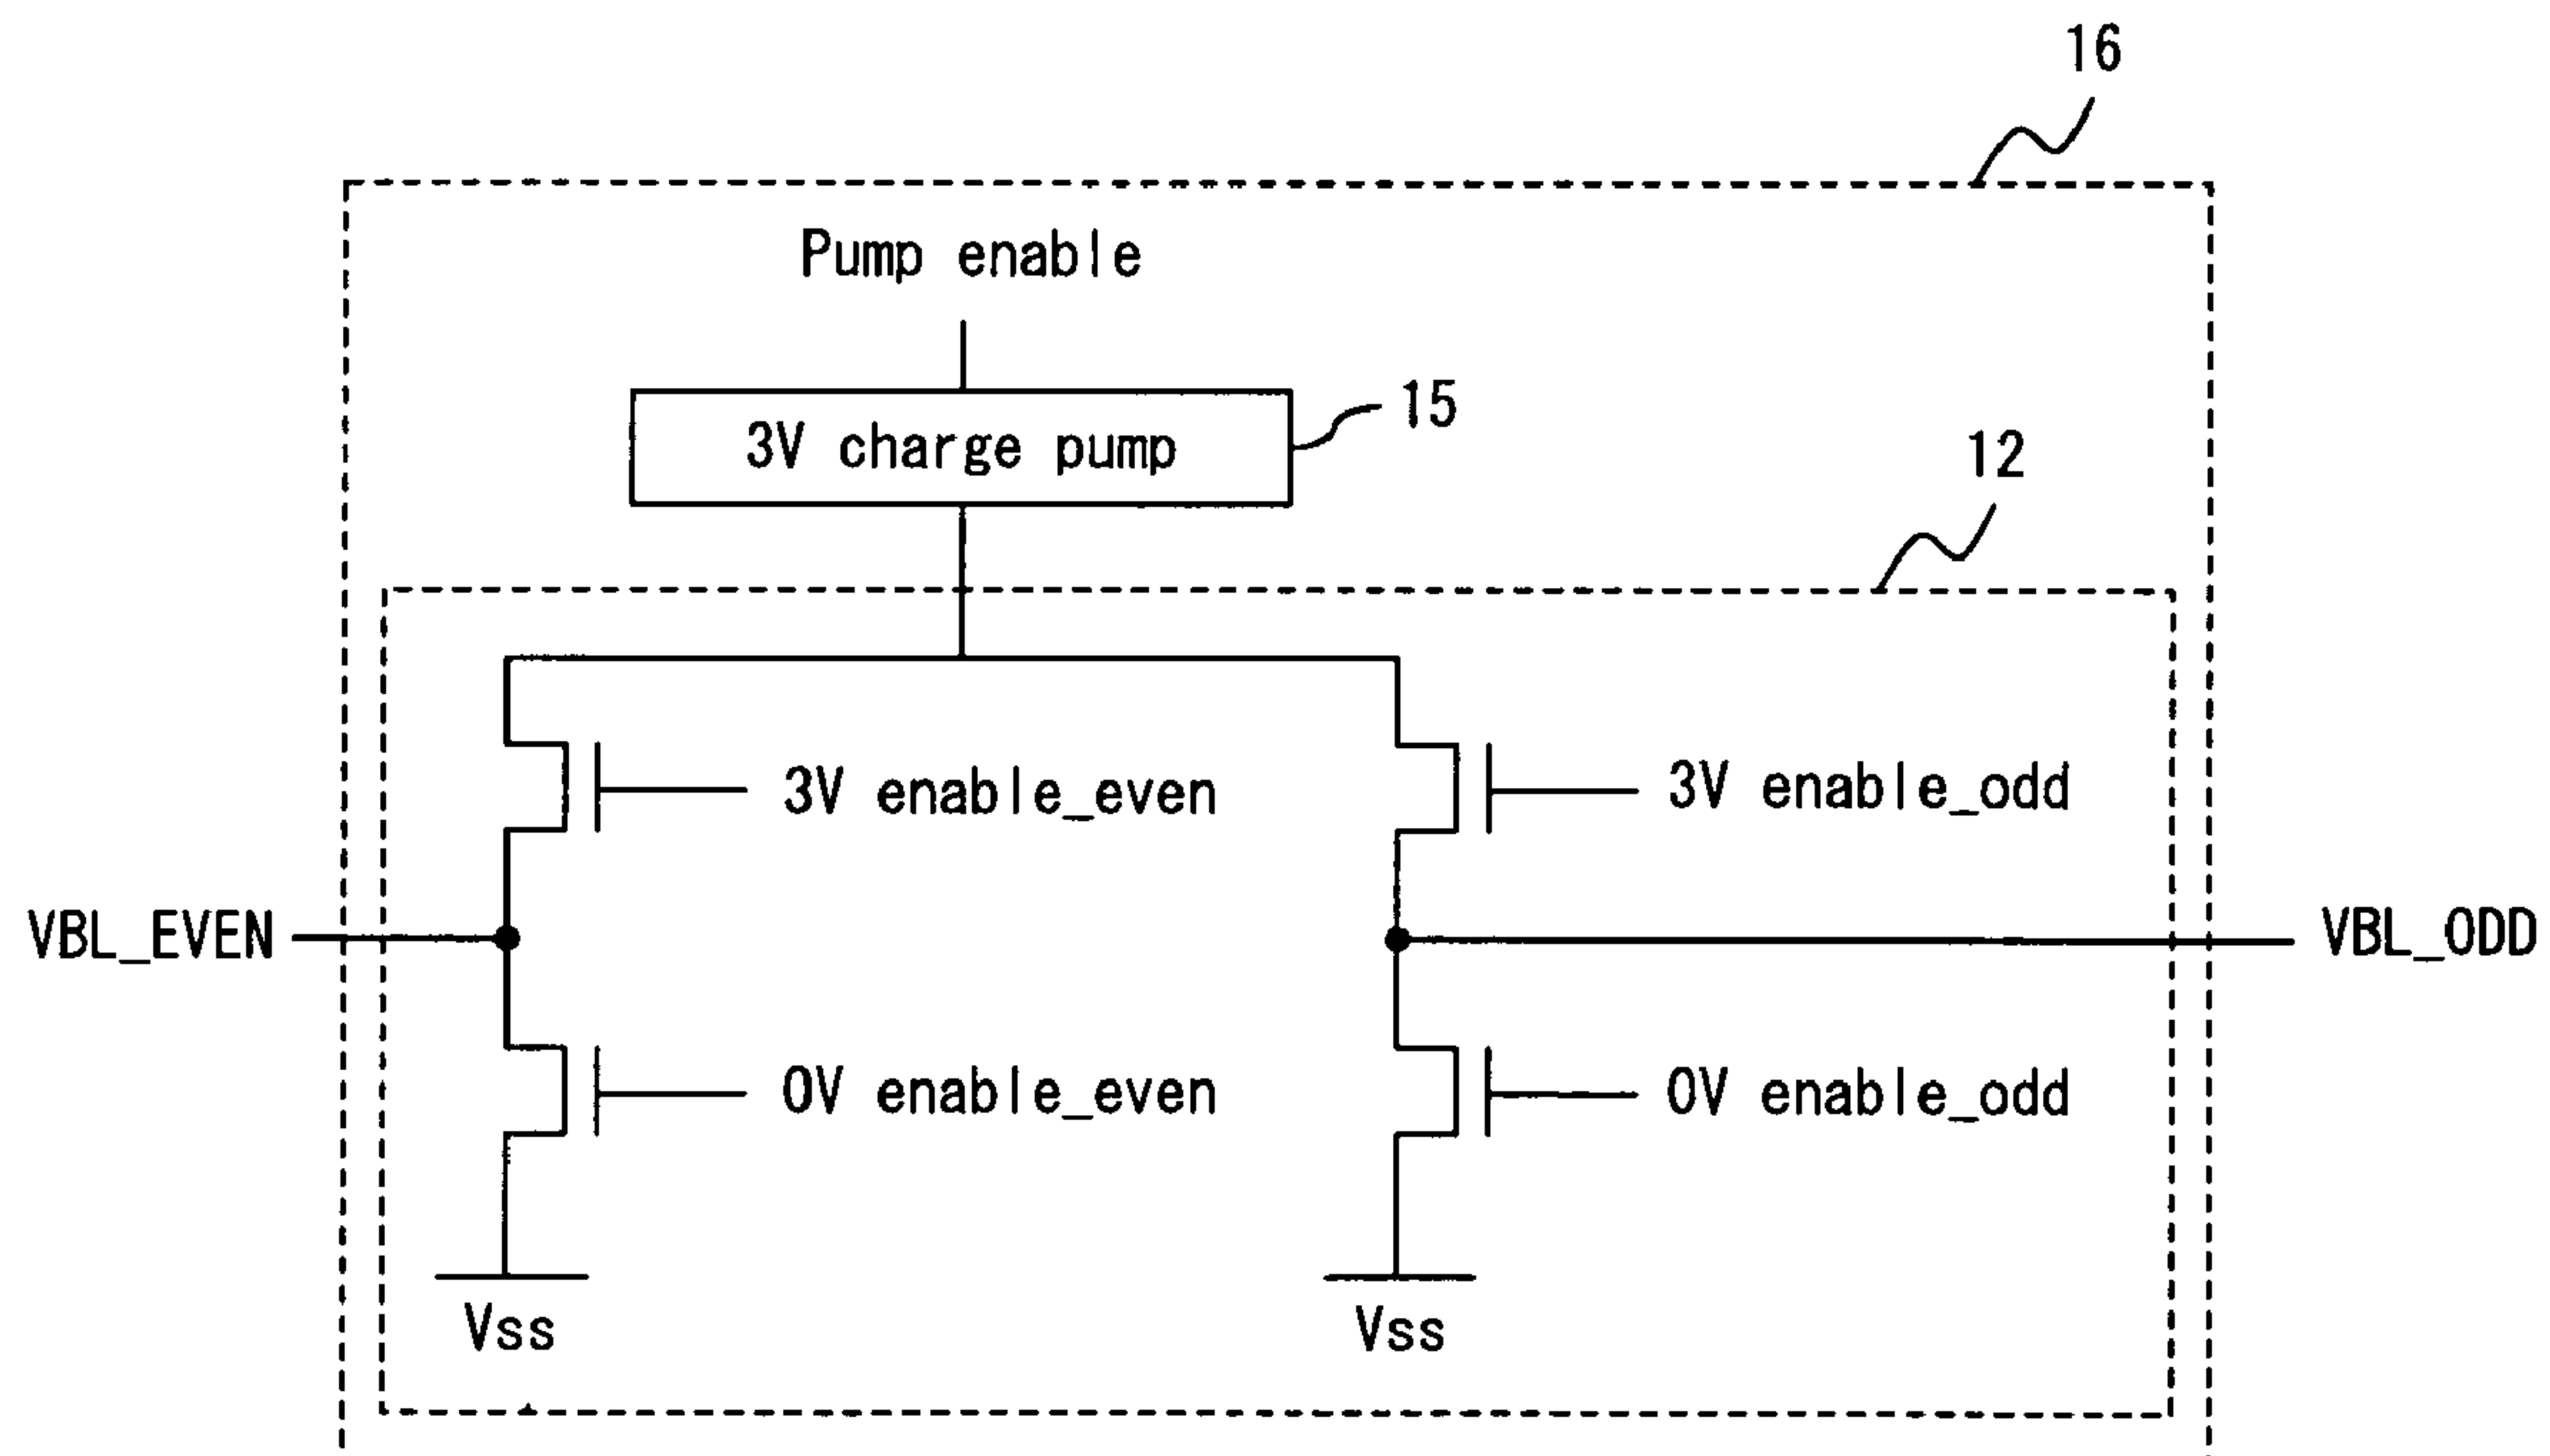 16
Pump enable
3V charge pump
15
12
3V enable_even
3V enable_odd
VBL_EVEN
VBL_ODD
0V enable_even
0V enable_odd
Vss
Vss